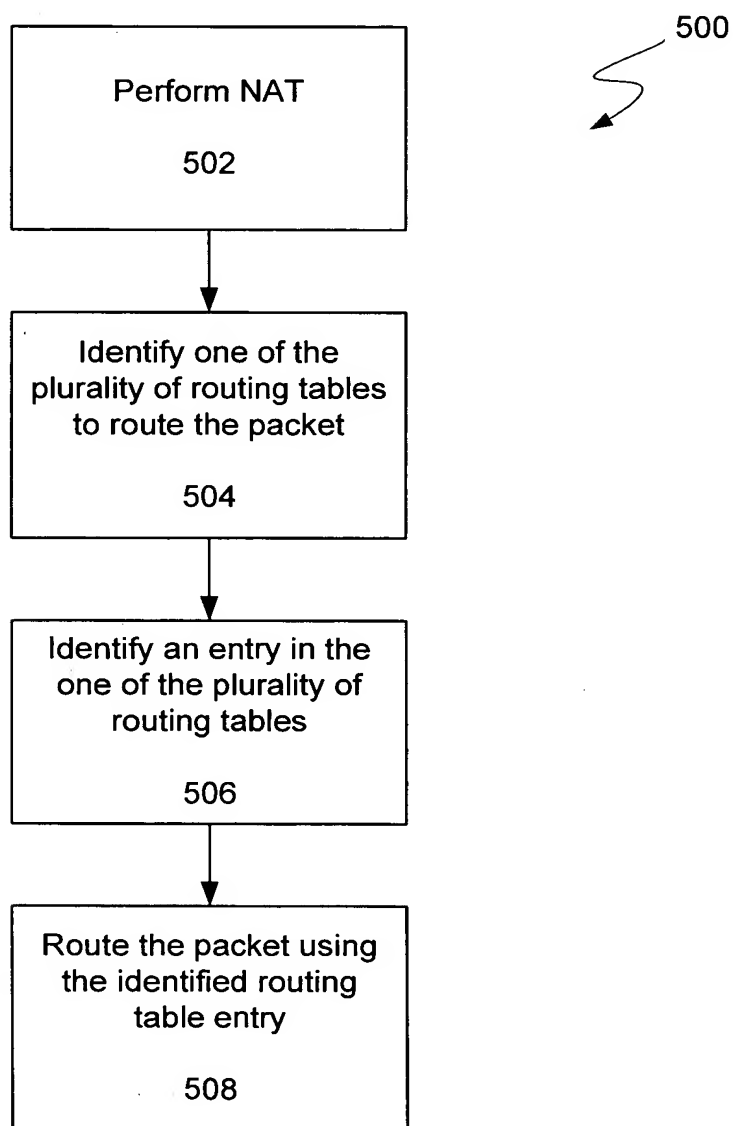 500
Perform NAT
502
Identify one of the
plurality of routing tables
to route the packet
504
Identify an entry in the
one of the plurality of
routing tables
506
Route the packet using
the identified routing
table entry
508